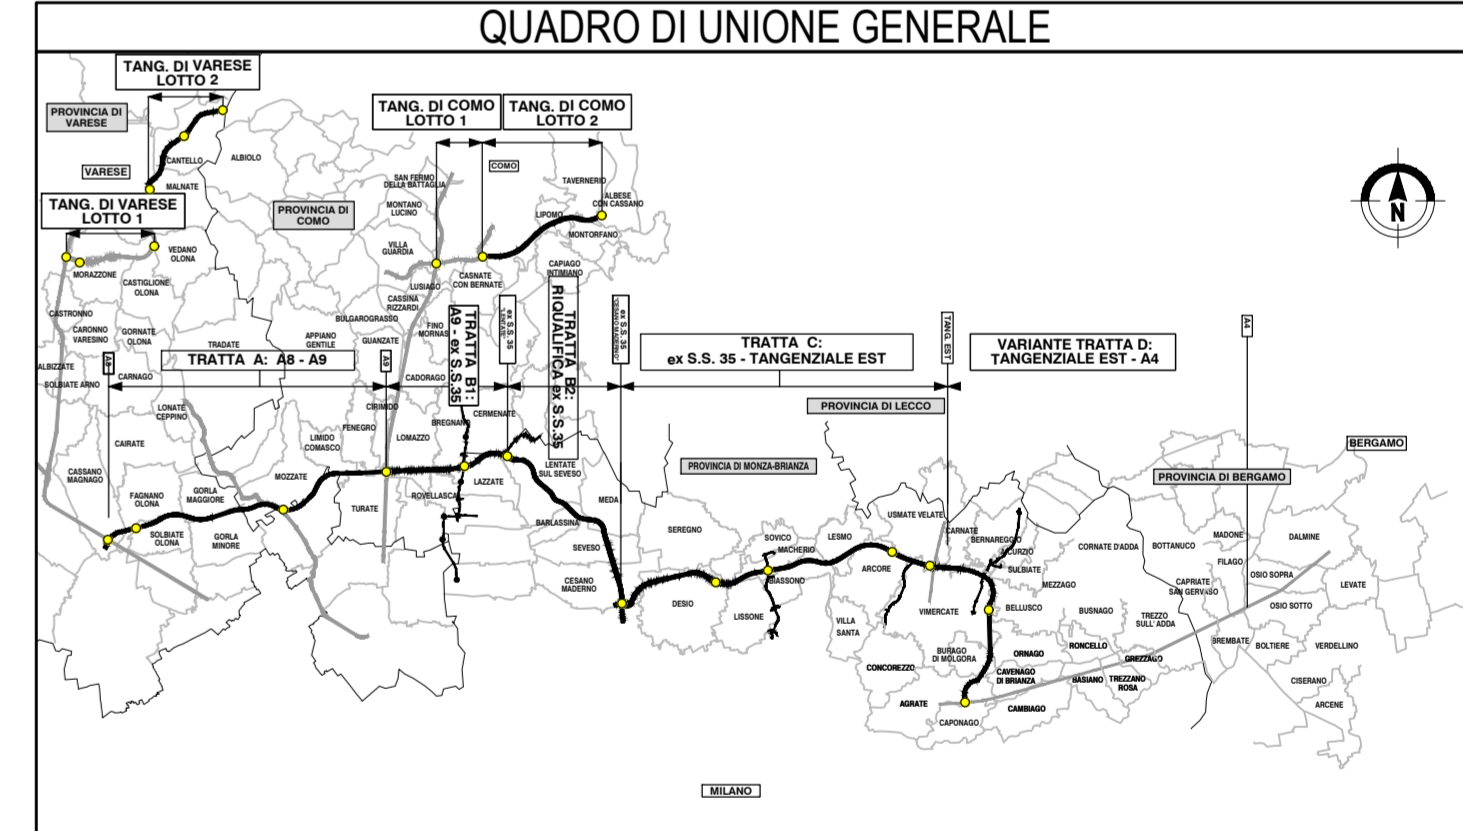 QUADRO DI UNIONE GENERALE
TANG. DI VARESE
LOTTO 2
PROVINCIA DI
VARESE
TANG. DI COMO
LOTTO 1
TANG. DI COMO
LOTTO 2
CANTELLO
ALBIOLO
VARESE
COMO
MALNATE
SAN FERMO
DELLA BATTAGLIA
TAVERNERIO
ALBESE
CON CASSANO
TANG. DI VARESE
LOTTO 1
PROVINCIA DI
COMO
MONTANO
LUCINO
LIPOMO
MONTORFANO
N
VEDANO
OLONA
VILLA
GUARDIA
MORAZZONE
CASTIGLIONE
OLONA
LUSIAGO
CASNATE
CON BERNATE
CAPIAGO
INTIMIANO
CASSINA
RIZZARDI
CASTRONNO
BULGAROGRASSO
CARONNO
VARESINO
GORNATE
OLONA
TRADATE
APPIANO
GENTILE
GUANZATE
FINO
MORNAS
TRATTA B1:
A9 - ex S.S.35
ex S.S. 35
"LENTATE"
TRATTA B2:
RIQUALIFICA ex S.S.35
ex S.S. 35
"CESANO MADERNO"
TRATTA C:
ex S.S. 35 - TANGENZIALE EST
TANG. EST
VARIANTE TRATTA D:
TANGENZIALE EST - A4
A4
ALBIZZATE
SOLBIATE ARNO
A8
CARNAGO
TRATTA A: A8 - A9
A9
CADORAGO
PROVINCIA DI LECCO
LONATE
CEPPINO
CIRIMIDO
FENEGRO
BREGNANO
CERMENATE
CAIRATE
LIMIDO
COMASCO
LOMAZZO
BERGAMO
CASSANO
MAGNAGO
MOZZATE
LAZZATE
LENTATE
SUL SEVESO
PROVINCIA DI MONZA-BRIANZA
PROVINCIA DI BERGAMO
FAGNANO
OLONA
GORLA
MAGGIORE
TURATE
ROVELLASCA
MEDA
SOLBIATE
OLONA
GORLA
MINORE
BARLASSINA
SEREGNO
SOVICO
MACHERIO
LESMO
USMATE VELATE
CARNATE
BERNAREGGIO
SEVESO
AICURZIO
SULBIATE
CORNATE D'ADDA
BOTTANUCO
MADONE
DALMINE
FILAGO
OSIO SOPRA
CESANO
MADERNO
BIASSONO
ARCORE
MEZZAGO
CAPRIATE
SAN GERVASO
LEVATE
DESIO
LISSONE
VILLA
SANTA
VIMERCATE
BELLUSCO
BUSNAGO
TREZZO
SULL' ADDA
OSIO SOTTO
BURAGO
DI MOLGORA
ORNAGO
RONCELLO
GREZZAGO
BREMBATE
BOLTIERE
VERDELLINO
CONCOREZZO
CAVENAGO
DI BRIANZA
BASIANO
TREZZANO
ROSA
CISERANO
AGRATE
CAPONAGO
CAMBIAGO
ARCENE
MILANO